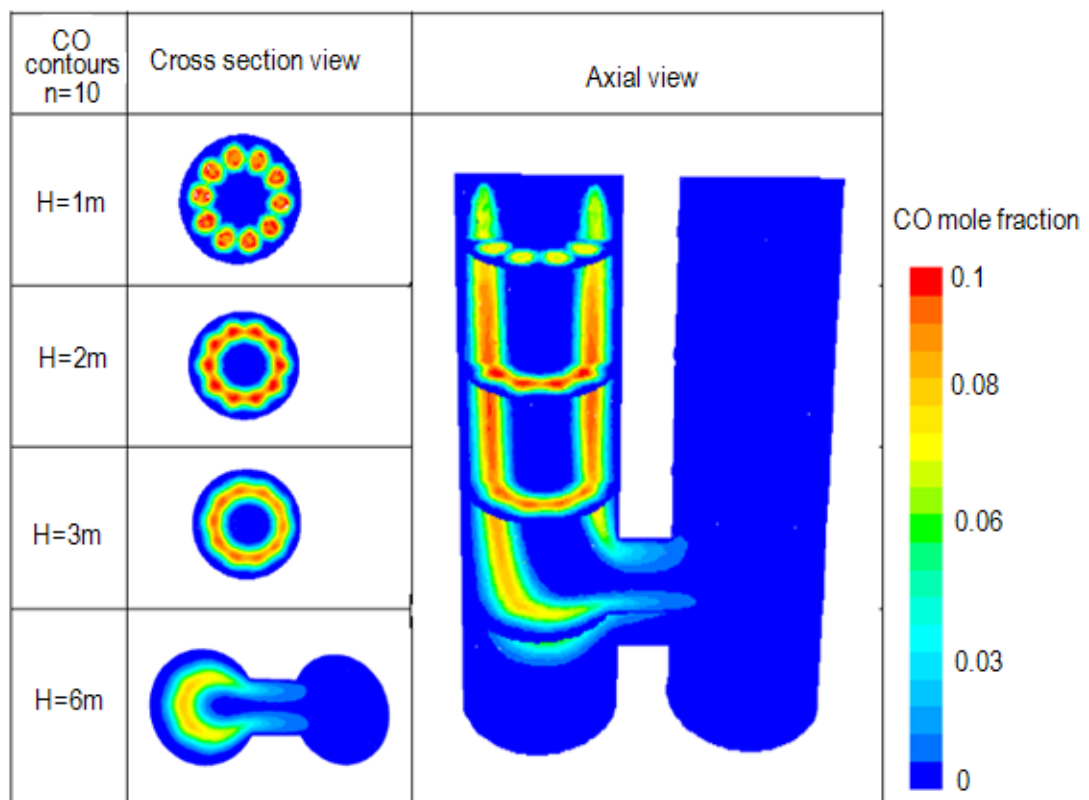 CO
contours
n=10
Cross section view
Axial view
H=1m
H=2m
H=3m
H=6m
CO mole fraction
0.1
0.08
0.06
0.03
0